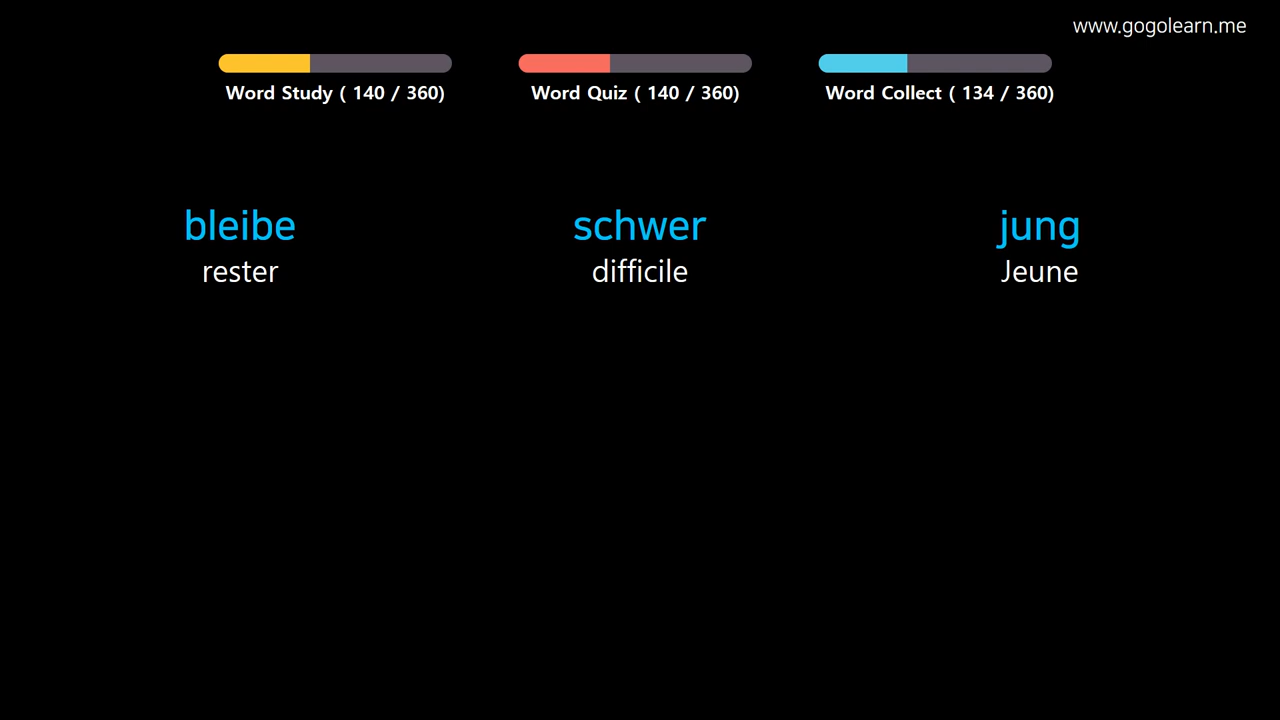 www.gogolearn.me
Word Study ( 140 / 360)
Word Quiz ( 140 / 360)
Word Collect ( 134 / 360)
bleibe
rester
schwer
difficile
jung
Jeune